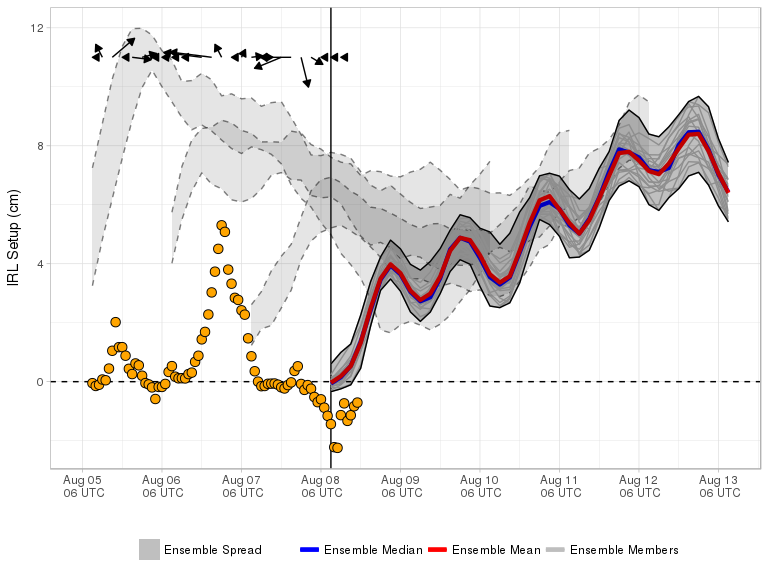 12
8
4
0
IRL Setup (cm)
Aug 05 Aug 06 Aug 07 Aug 08 Aug 09 Aug 10 Aug 11 Aug 12 Aug 13
06 UTC 06 UTC 06 UTC 06 UTC 06 UTC 06 UTC 06 UTC 06 UTC 06 UTC
Ensemble Spread Ensemble Median Ensemble Mean Ensemble Members